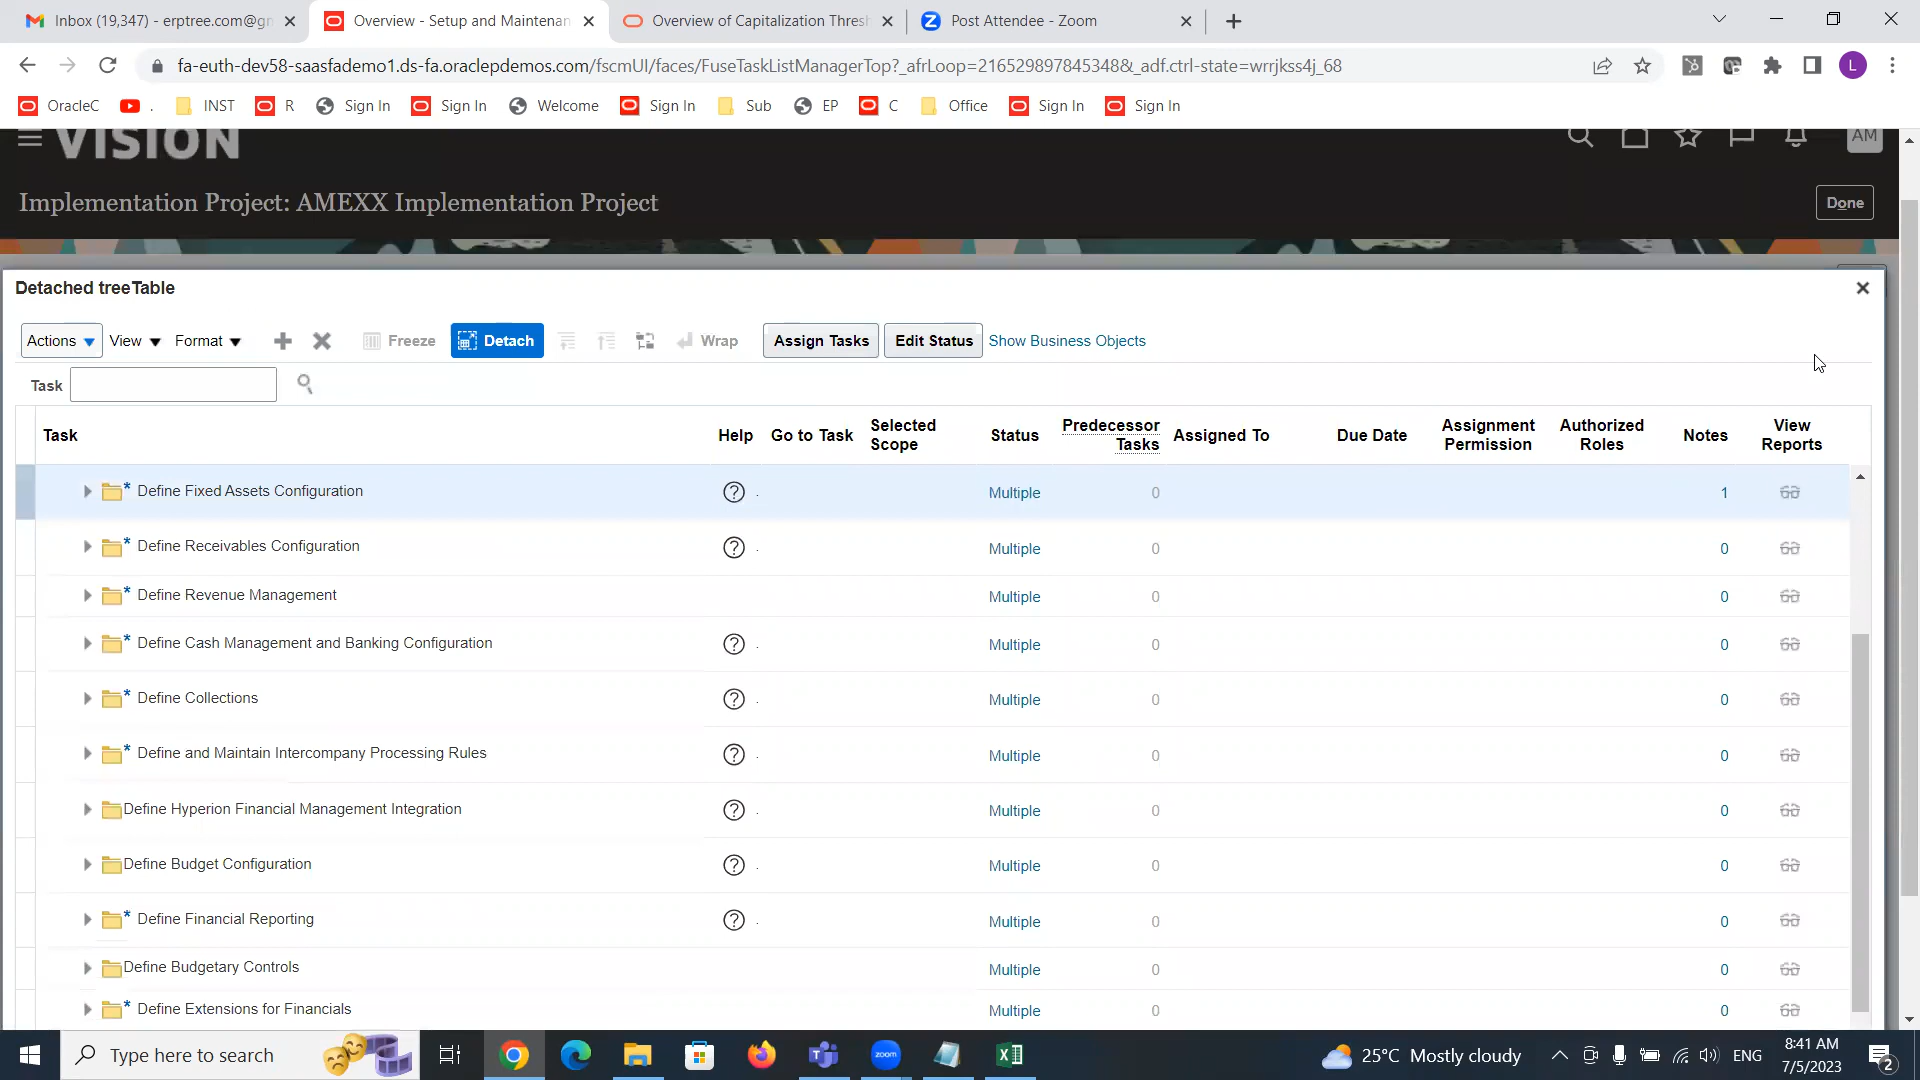 Inbox (19,347) - erptree.com@gm
Overview - Setup and Maintenan
Overview of Capitalization Thresh
Post Attendee - Zoom
fa-euth-dev58-saasfademo1.ds-fa.oraclepdemos.com/fscmUI/faces/FuseTaskListManagerTop?_afrLoop=216529897845348&_adf.ctrl-state=wrrjkss4j_68
L
OracleC . INST R Sign In Sign In Welcome Sign In Sub EP C Office Sign In Sign In
VISION
AM
Implementation Project: AMEXX Implementation Project
Done
Detached treeTable
Actions View Format Freeze Detach Wrap Assign Tasks Edit Status Show Business Objects
Task
Task Help Go to Task Selected Scope Status Predecessor Tasks Assigned To Due Date Assignment Permission Authorized Roles Notes View Reports
* Define Fixed Assets Configuration ? . Multiple 0 1
* Define Receivables Configuration ? . Multiple 0 0
* Define Revenue Management Multiple 0 0
* Define Cash Management and Banking Configuration ? . Multiple 0 0
* Define Collections ? . Multiple 0 0
* Define and Maintain Intercompany Processing Rules ? . Multiple 0 0
Define Hyperion Financial Management Integration ? . Multiple 0 0
Define Budget Configuration ? . Multiple 0 0
* Define Financial Reporting ? . Multiple 0 0
Define Budgetary Controls Multiple 0 0
* Define Extensions for Financials Multiple 0 0
Type here to search
zoom
25°C Mostly cloudy
ENG
8:41 AM
7/5/2023
2